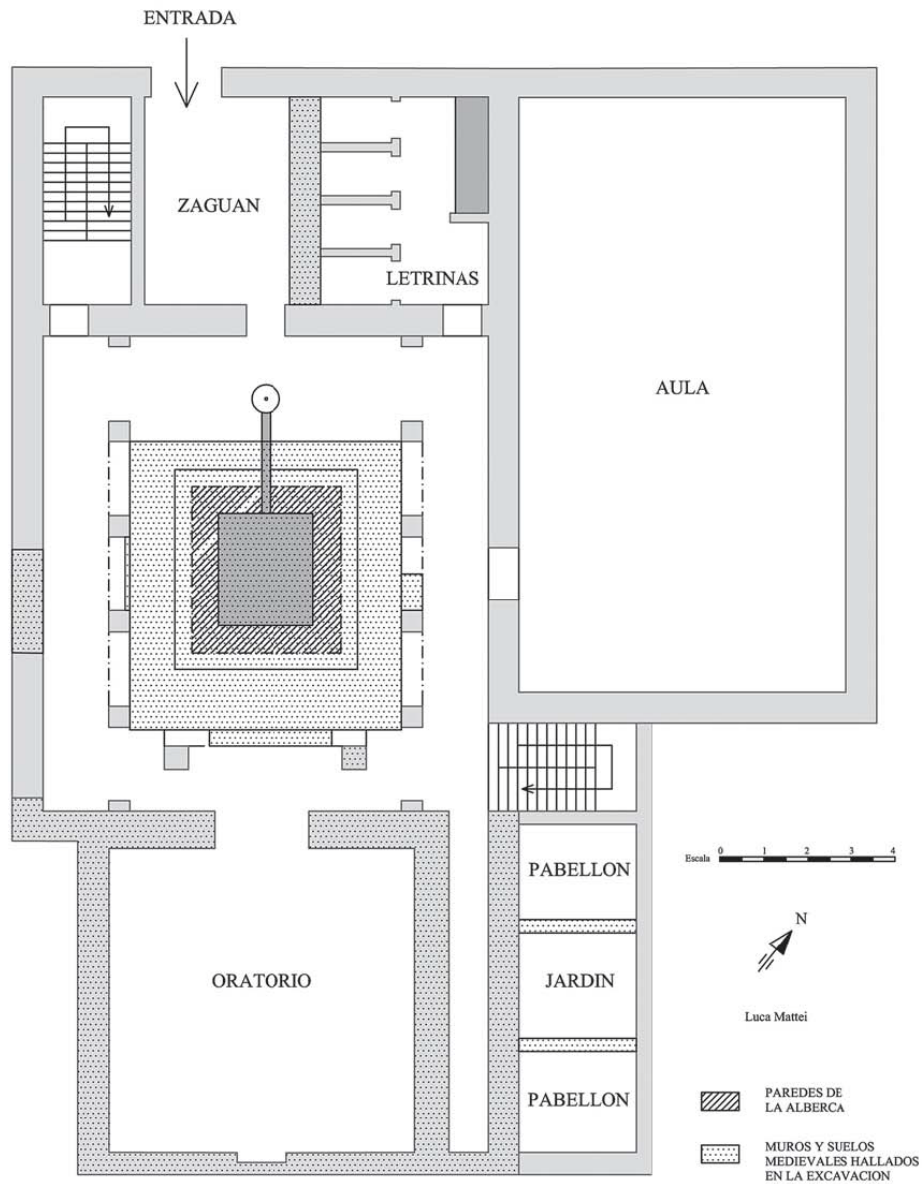 ENTRADA
ZAGUAN
LETRINAS
AULA
PABELLON
Escala 0 1 2 3 4
N
ORATORIO
JARDIN
Luca Mattei
PABELLON
PAREDES DE
LA ALBERCA
MUROS Y SUELOS
MEDIEVALES HALLADOS
EN LA EXCAVACION